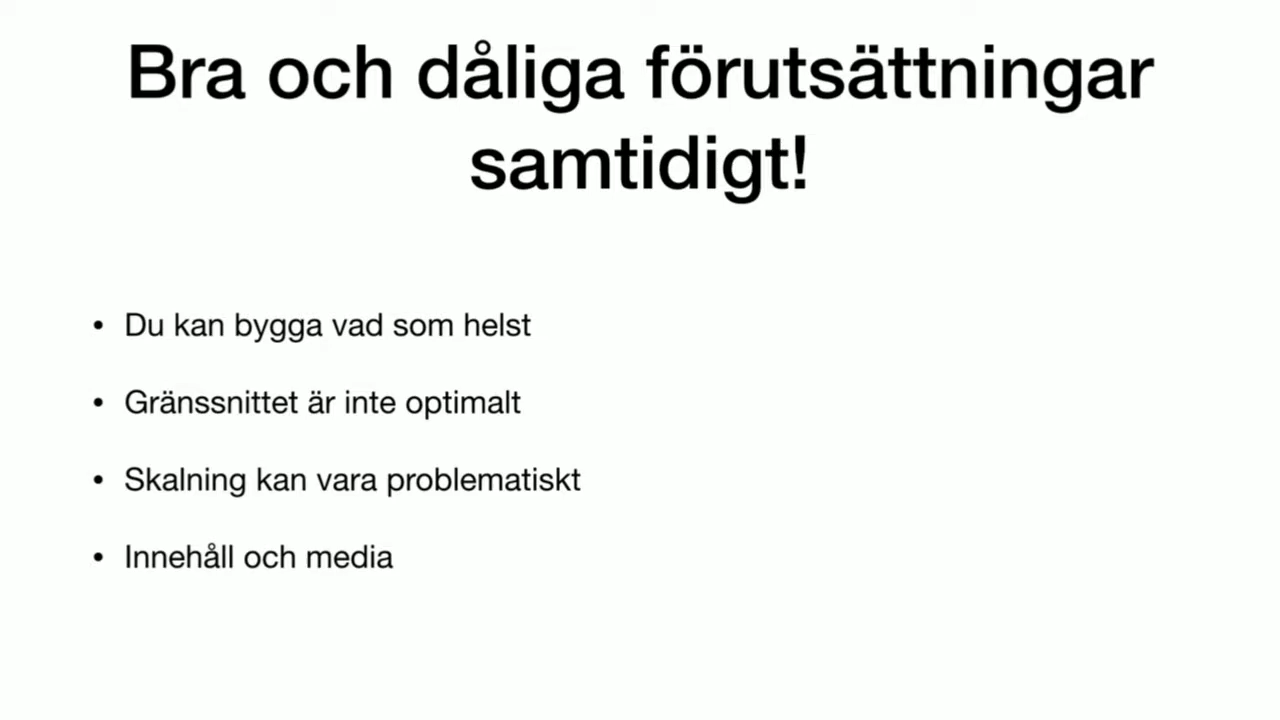 Bra och dåliga förutsättningar
samtidigt!
• Du kan bygga vad som helst
• Gränssnittet är inte optimalt
• Skalning kan vara problematiskt
• Innehåll och media